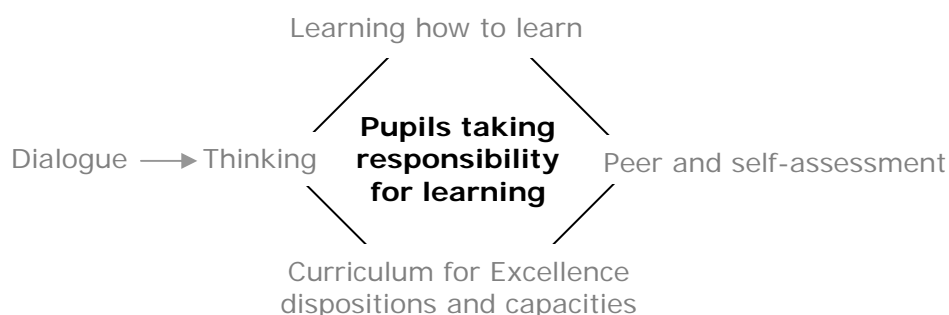 Learning how to learn
Pupils taking
responsibility
for learning
Dialogue
Thinking
Peer and self-assessment
Curriculum for Excellence
dispositions and capacities